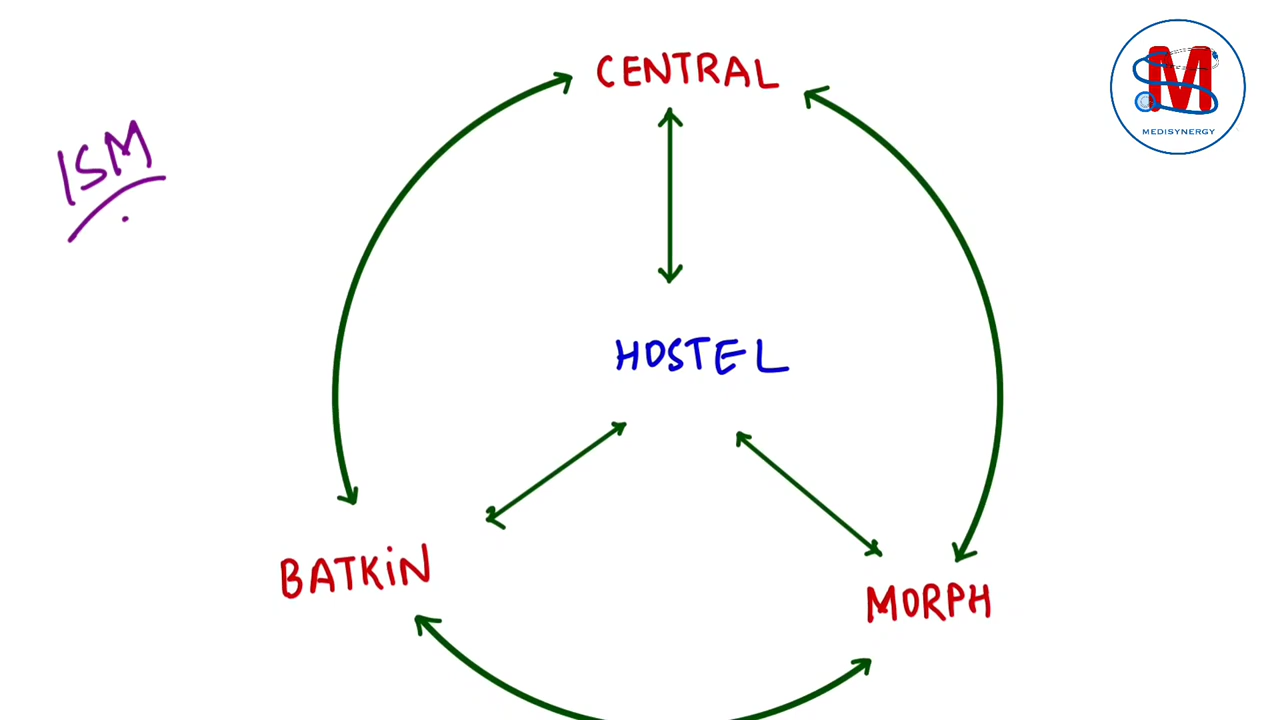 CENTRAL
MEDISYNERGY
ISM
HOSTEL
BATKiN
MORPH